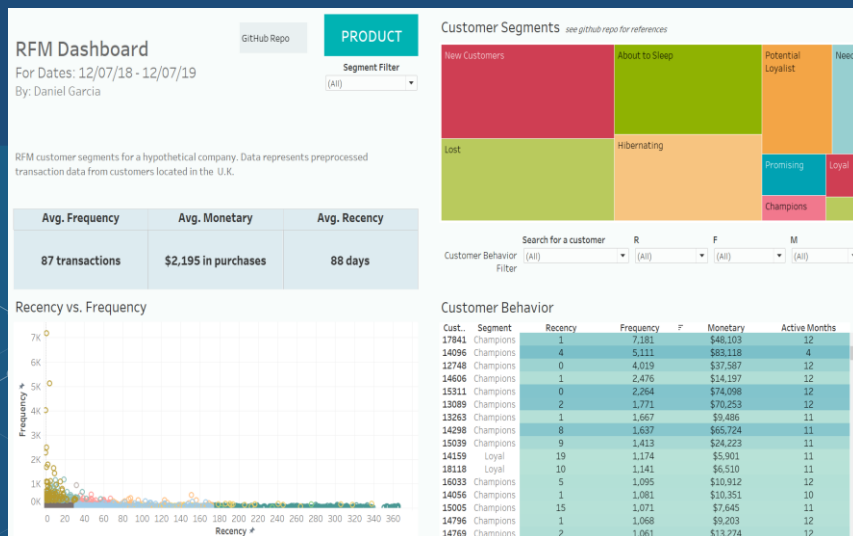 RFM Dashboard
For Dates: 12/07/18 - 12/07/19
By: Daniel Garcia
GitHub Repo
PRODUCT
Segment Filter
(All)
RFM customer segments for a hypothetical company. Data represents preprocessed
transaction data from customers located in the U.K.
Avg. Frequency Avg. Monetary Avg. Recency
87 transactions $2,195 in purchases 88 days
Recency vs. Frequency
7K
6K
5K
4K
3K
2K
1K
0K
Frequency
0 20 40 60 80 100 120 140 160 180 200 220 240 260 280 300 320 340 360
Recency
Customer Segments see github repo for references
New Customers
About to Sleep
Potential
Loyalist
Need
Lost
Hibernating
Promising
Loyal
Champions
Search for a customer R F M
Customer Behavior
Filter
(All) (All) (All) (All)
Customer Behavior
Cust.. Segment Recency Frequency Monetary Active Months
17841 Champions 1 7,181 $48,103 12
14096 Champions 4 5,111 $83,118 4
12748 Champions 0 4,019 $37,587 12
14606 Champions 1 2,476 $14,197 12
15311 Champions 0 2,264 $74,098 12
13089 Champions 2 1,771 $70,253 12
13263 Champions 1 1,667 $9,486 11
14298 Champions 8 1,637 $65,724 11
15039 Champions 9 1,413 $24,223 11
14159 Loyal 19 1,174 $5,901 11
18118 Loyal 10 1,141 $6,510 11
16033 Champions 5 1,095 $10,912 12
14056 Champions 1 1,081 $10,351 10
15005 Champions 15 1,071 $7,645 11
14796 Champions 1 1,068 $9,203 12
14769 Champions 2 1,061 $13,274 12